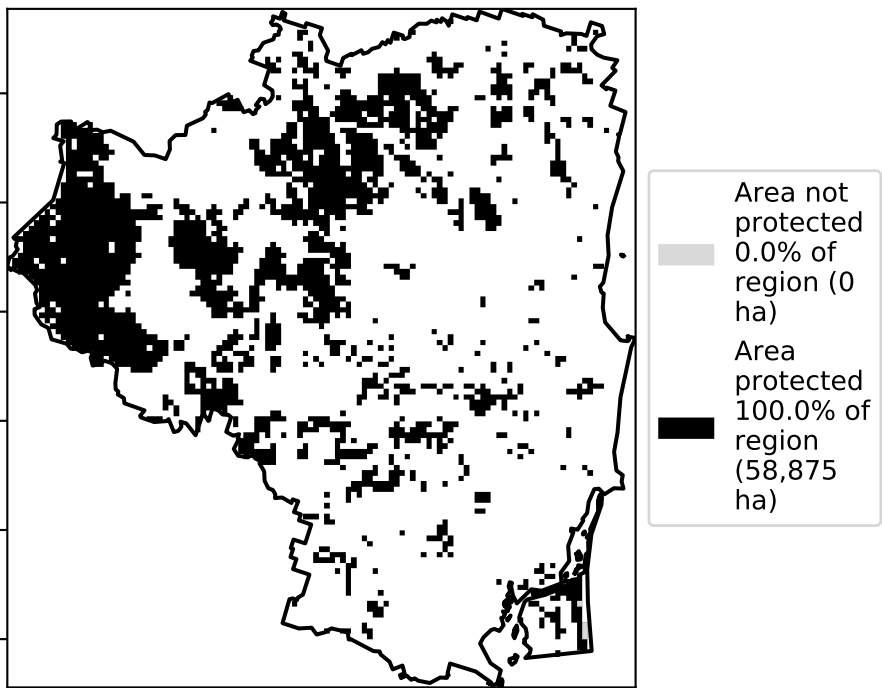 Area not
protected
0.0% of
region (0
ha)
Area
protected
100.0% of
region
(58,875
ha)